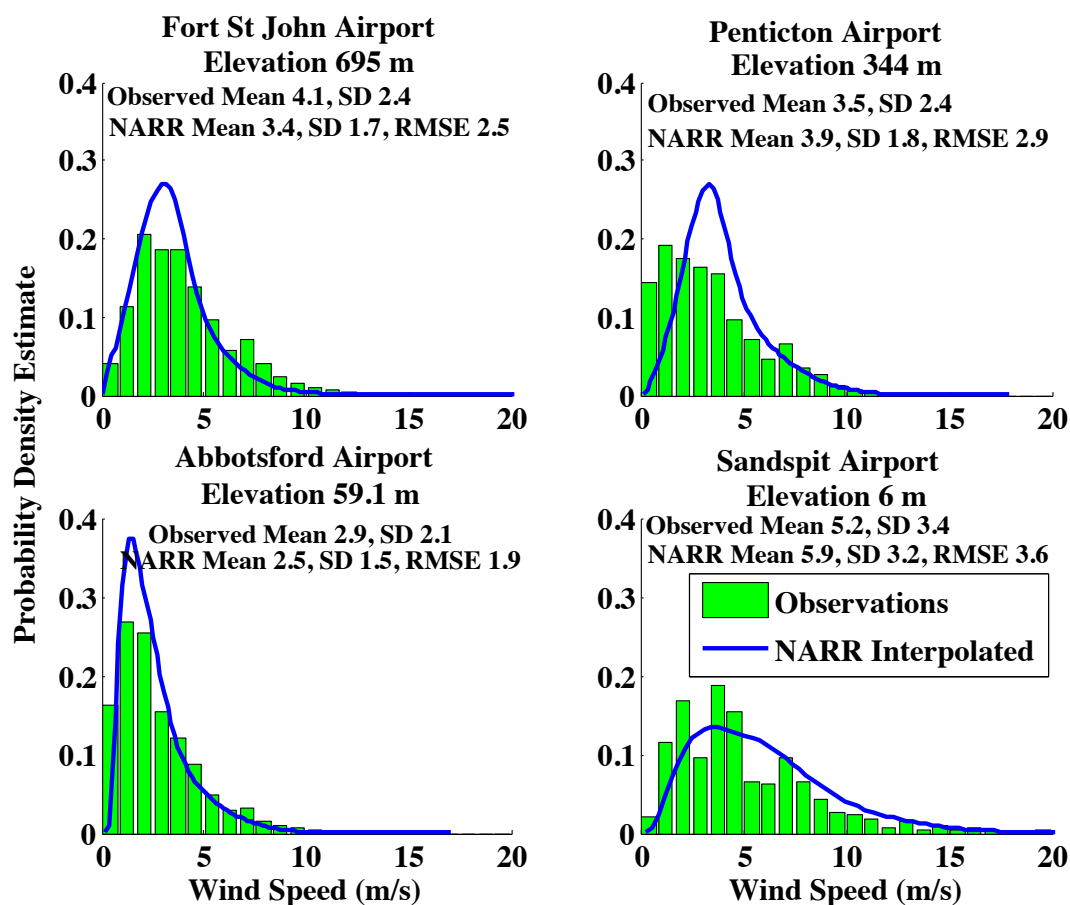 Fort St John Airport
Elevation 695 m
0.4
Observed Mean 4.1, SD 2.4
NARR Mean 3.4, SD 1.7, RMSE 2.5
0.3
0.2
0.1
0
0 5 10 15 20
Penticton Airport
Elevation 344 m
0.4
Observed Mean 3.5, SD 2.4
NARR Mean 3.9, SD 1.8, RMSE 2.9
0.3
0.2
0.1
0
0 5 10 15 20
Probability Density Estimate
Abbotsford Airport
Elevation 59.1 m
0.4
Observed Mean 2.9, SD 2.1
NARR Mean 2.5, SD 1.5, RMSE 1.9
0.3
0.2
0.1
0
0 5 10 15 20
Wind Speed (m/s)
Sandspit Airport
Elevation 6 m
0.4
Observed Mean 5.2, SD 3.4
NARR Mean 5.9, SD 3.2, RMSE 3.6
Observations
NARR Interpolated
0.3
0.2
0.1
0
0 5 10 15 20
Wind Speed (m/s)